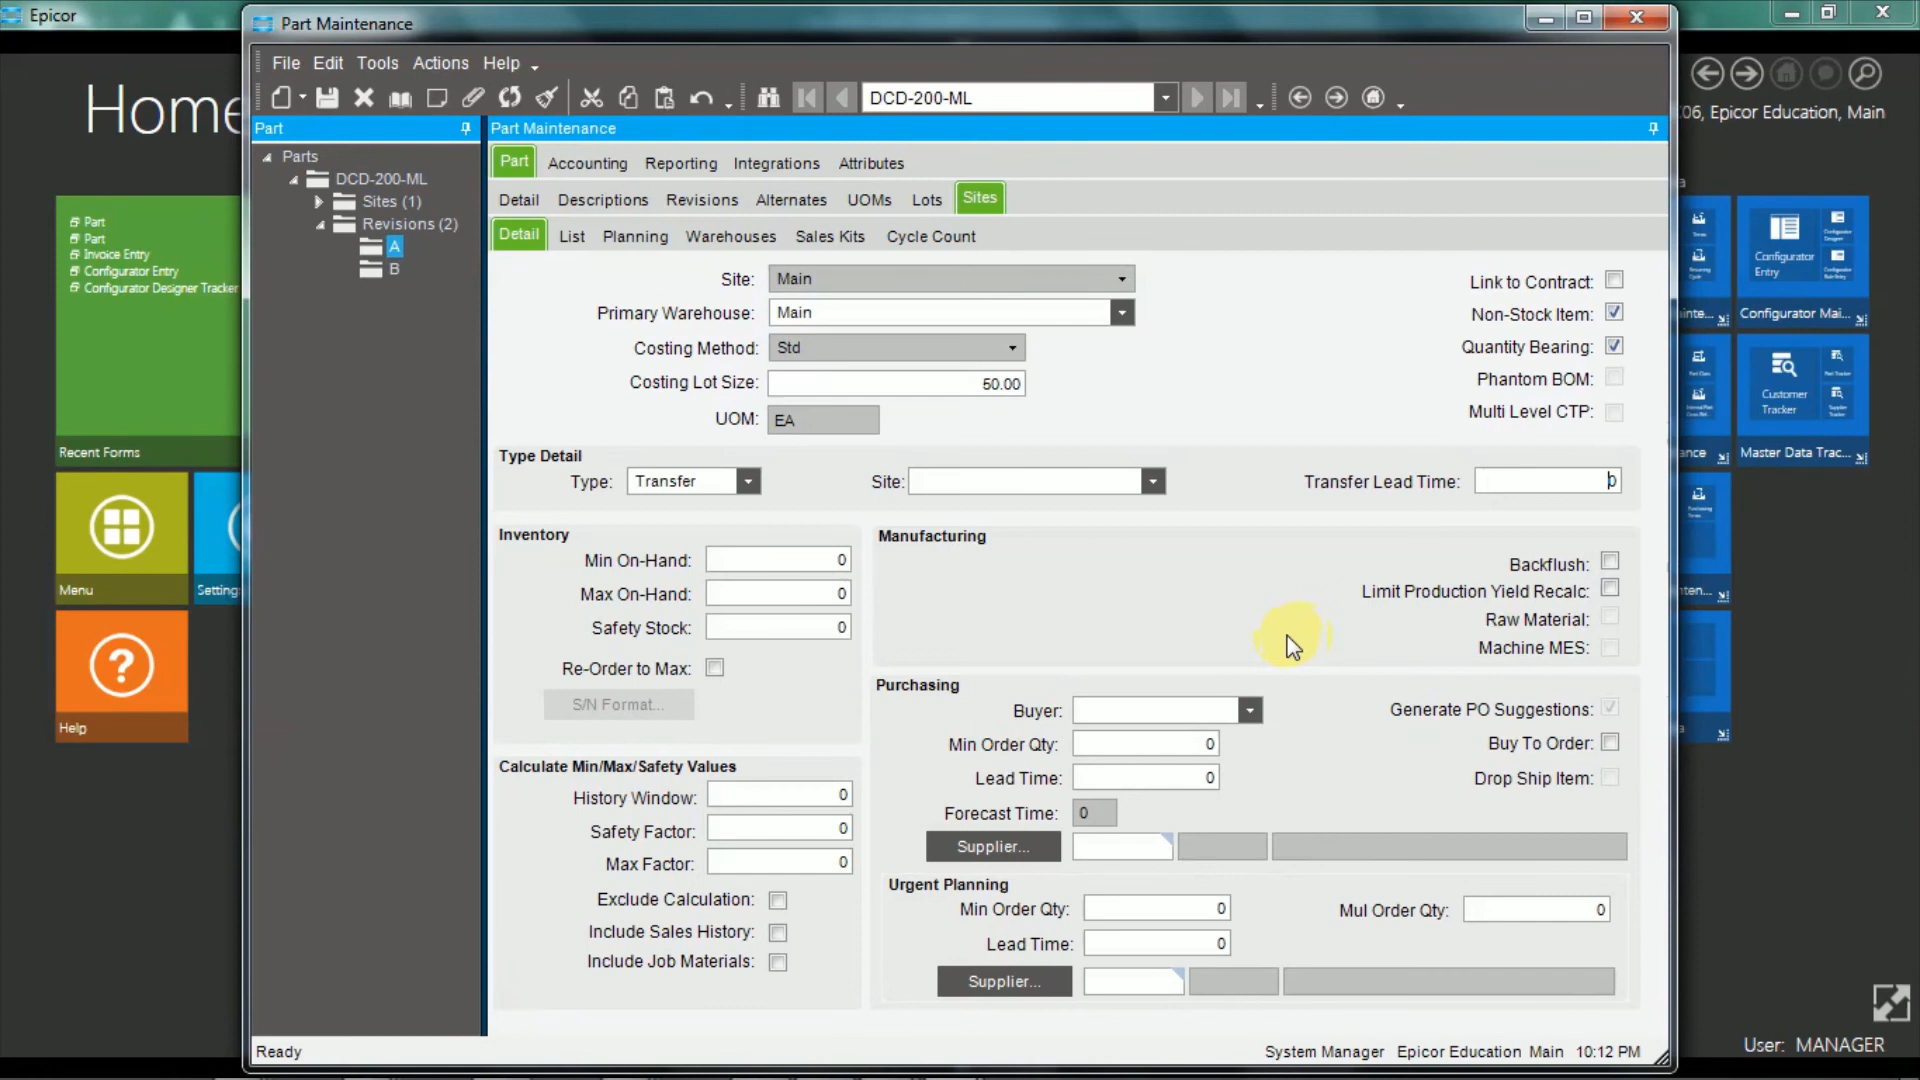 Epicor
Part Maintenance
Home
06, Epicor Education, Main
File Edit Tools Actions Help
DCD-200-ML
Part
Part Maintenance
Parts
DCD-200-ML
Sites (1)
Revisions (2)
A
B
Part Accounting Reporting Integrations Attributes
Detail Descriptions Revisions Alternates UOMs Lots Sites
Detail List Planning Warehouses Sales Kits Cycle Count
Site: Main
Primary Warehouse: Main
Costing Method: Std
Costing Lot Size: 50.00
UOM: EA
Link to Contract:
Non-Stock Item:
Quantity Bearing:
Phantom BOM:
Multi Level CTP:
Type Detail
Type: Transfer Site: Transfer Lead Time: 0
Inventory
Min On-Hand: 0
Max On-Hand: 0
Safety Stock: 0
Re-Order to Max:
S/N Format...
Manufacturing
Backflush:
Limit Production Yield Recalc:
Raw Material:
Machine MES:
Purchasing
Buyer:
Min Order Qty: 0
Lead Time: 0
Forecast Time: 0
Supplier...
Generate PO Suggestions:
Buy To Order:
Drop Ship Item:
Calculate Min/Max/Safety Values
History Window: 0
Safety Factor: 0
Max Factor: 0
Exclude Calculation:
Include Sales History:
Include Job Materials:
Urgent Planning
Min Order Qty: 0 Mul Order Qty: 0
Lead Time: 0
Supplier...
Ready
System Manager Epicor Education Main 10:12 PM
Part
Part
Invoice Entry
Configurator Entry
Configurator Designer Tracker
Recent Forms
Menu
Setting
Help
Configurator Entry
Configurator Mai...
Customer Tracker
Master Data Trac...
User: MANAGER